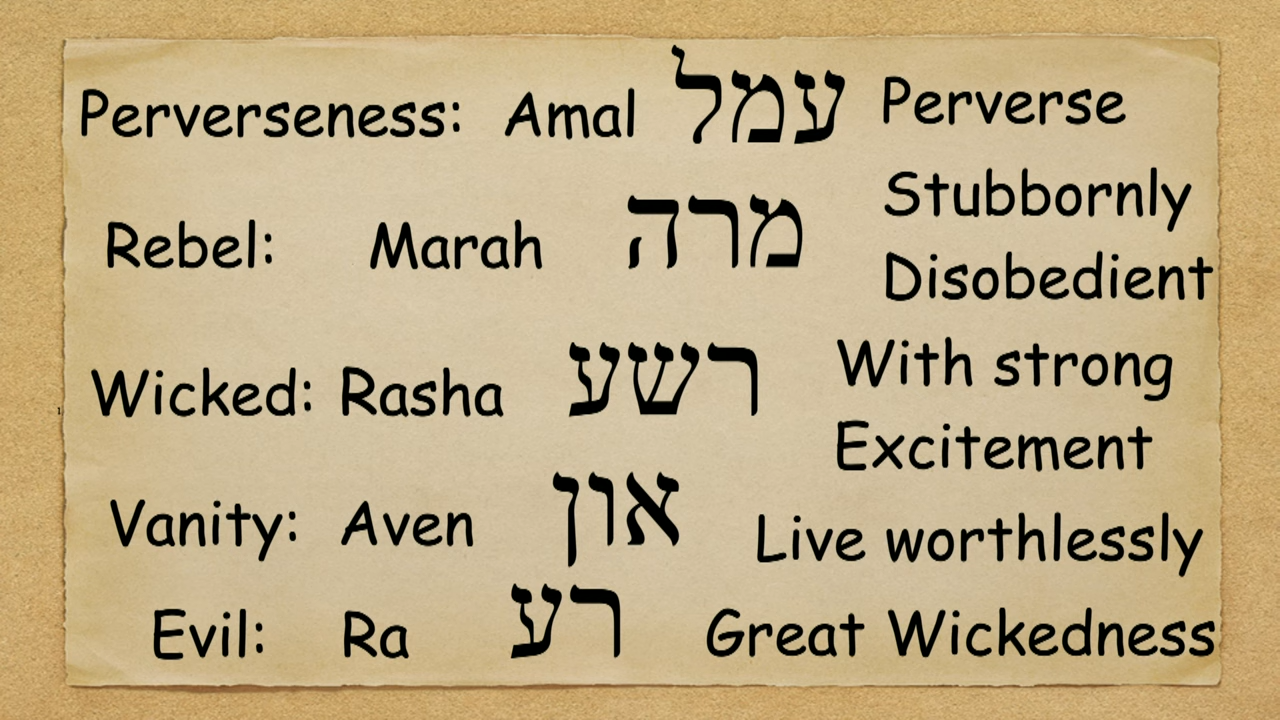 Perverseness: Amal עמל Perverse
Rebel: Marah מרה Stubbornly
Disobedient
Wicked: Rasha רשע With strong
Excitement
Vanity: Aven און Live worthlessly
Evil: Ra רע Great Wickedness